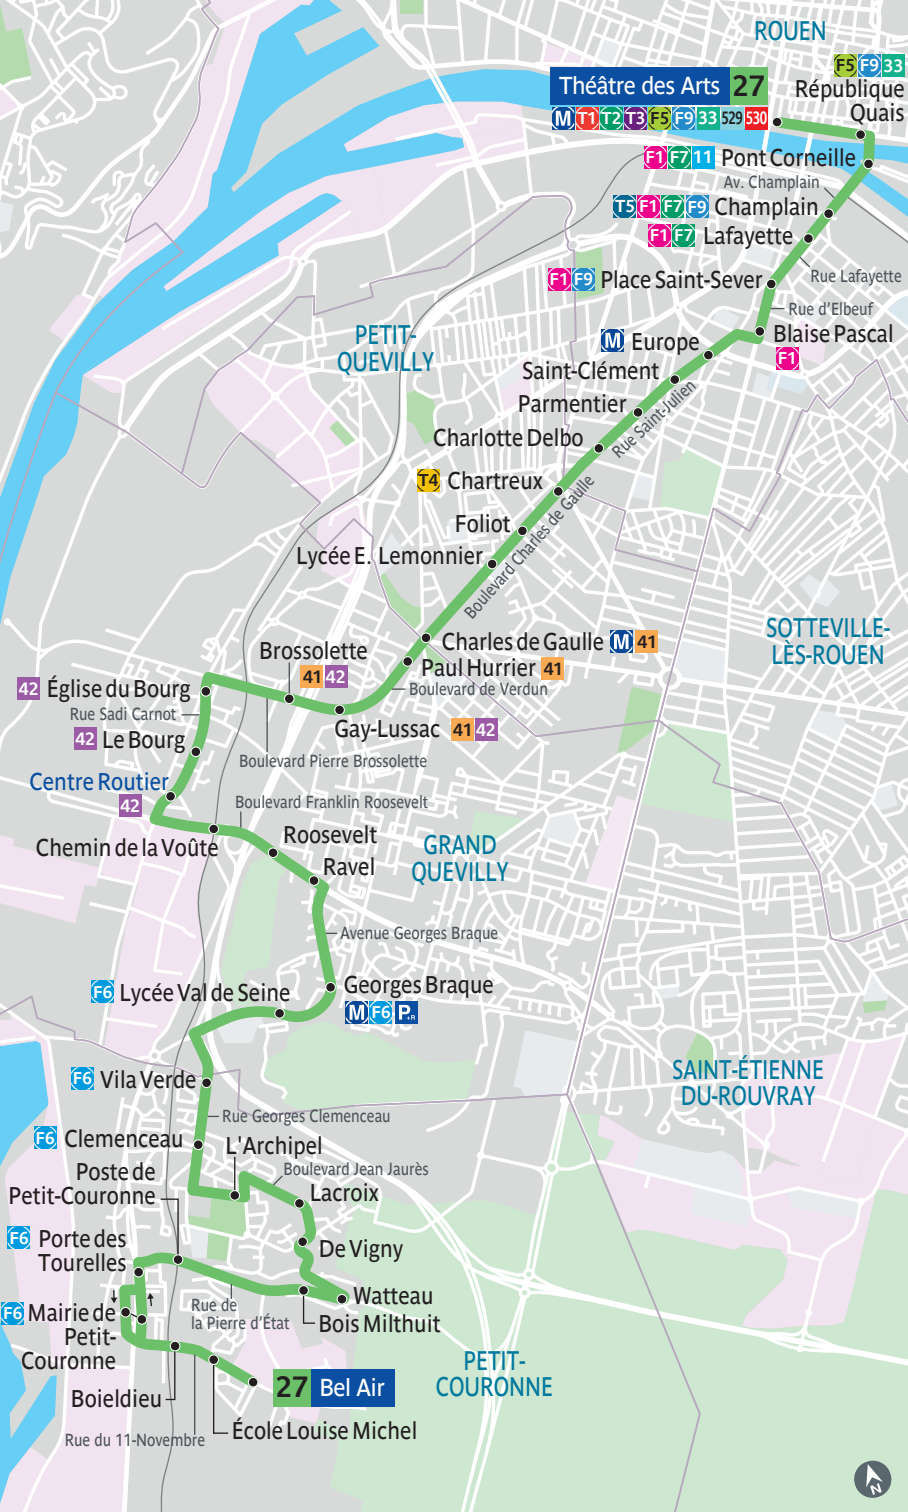 ROUEN
F5 F9 33
Théâtre des Arts 27
République
Quais
M T1 T2 T3 F5 F9 33 529 530
F1 F7 11 Pont Corneille
Av. Champlain
T5 F1 F7 F9 Champlain
F1 F7 Lafayette
Rue Lafayette
F1 F9 Place Saint-Sever
Rue d'Elbeuf
PETIT-
QUEVILLY
M Europe
Blaise Pascal
F1
Saint-Clément
Parmentier
Rue Saint-Julien
Charlotte Delbo
T4 Chartreux
Foliot
Boulevard Charles de Gaulle
Lycée E. Lemonnier
SOTTEVILLE-
LÈS-ROUEN
Charles de Gaulle M 41
Brossolette
41 42
Paul Hurrier 41
Boulevard de Verdun
42 Église du Bourg
Rue Sadi Carnot
Gay-Lussac 41 42
42 Le Bourg
Boulevard Pierre Brossolette
Centre Routier
42
Boulevard Franklin Roosevelt
Chemin de la Voûte
Roosevelt
Ravel
GRAND
QUEVILLY
Avenue Georges Braque
Georges Braque
M F6 P+R
F6 Lycée Val de Seine
SAINT-ÉTIENNE
DU-ROUVRAY
F6 Vila Verde
Rue Georges Clemenceau
F6 Clemenceau
L'Archipel
Boulevard Jean Jaurès
Poste de
Petit-Couronne
Lacroix
F6 Porte des
Tourelles
De Vigny
Watteau
Rue de
la Pierre d'État
Bois Milthuit
F6 Mairie de
Petit-
Couronne
PETIT-
COURONNE
27 Bel Air
Boieldieu
École Louise Michel
Rue du 11-Novembre
N